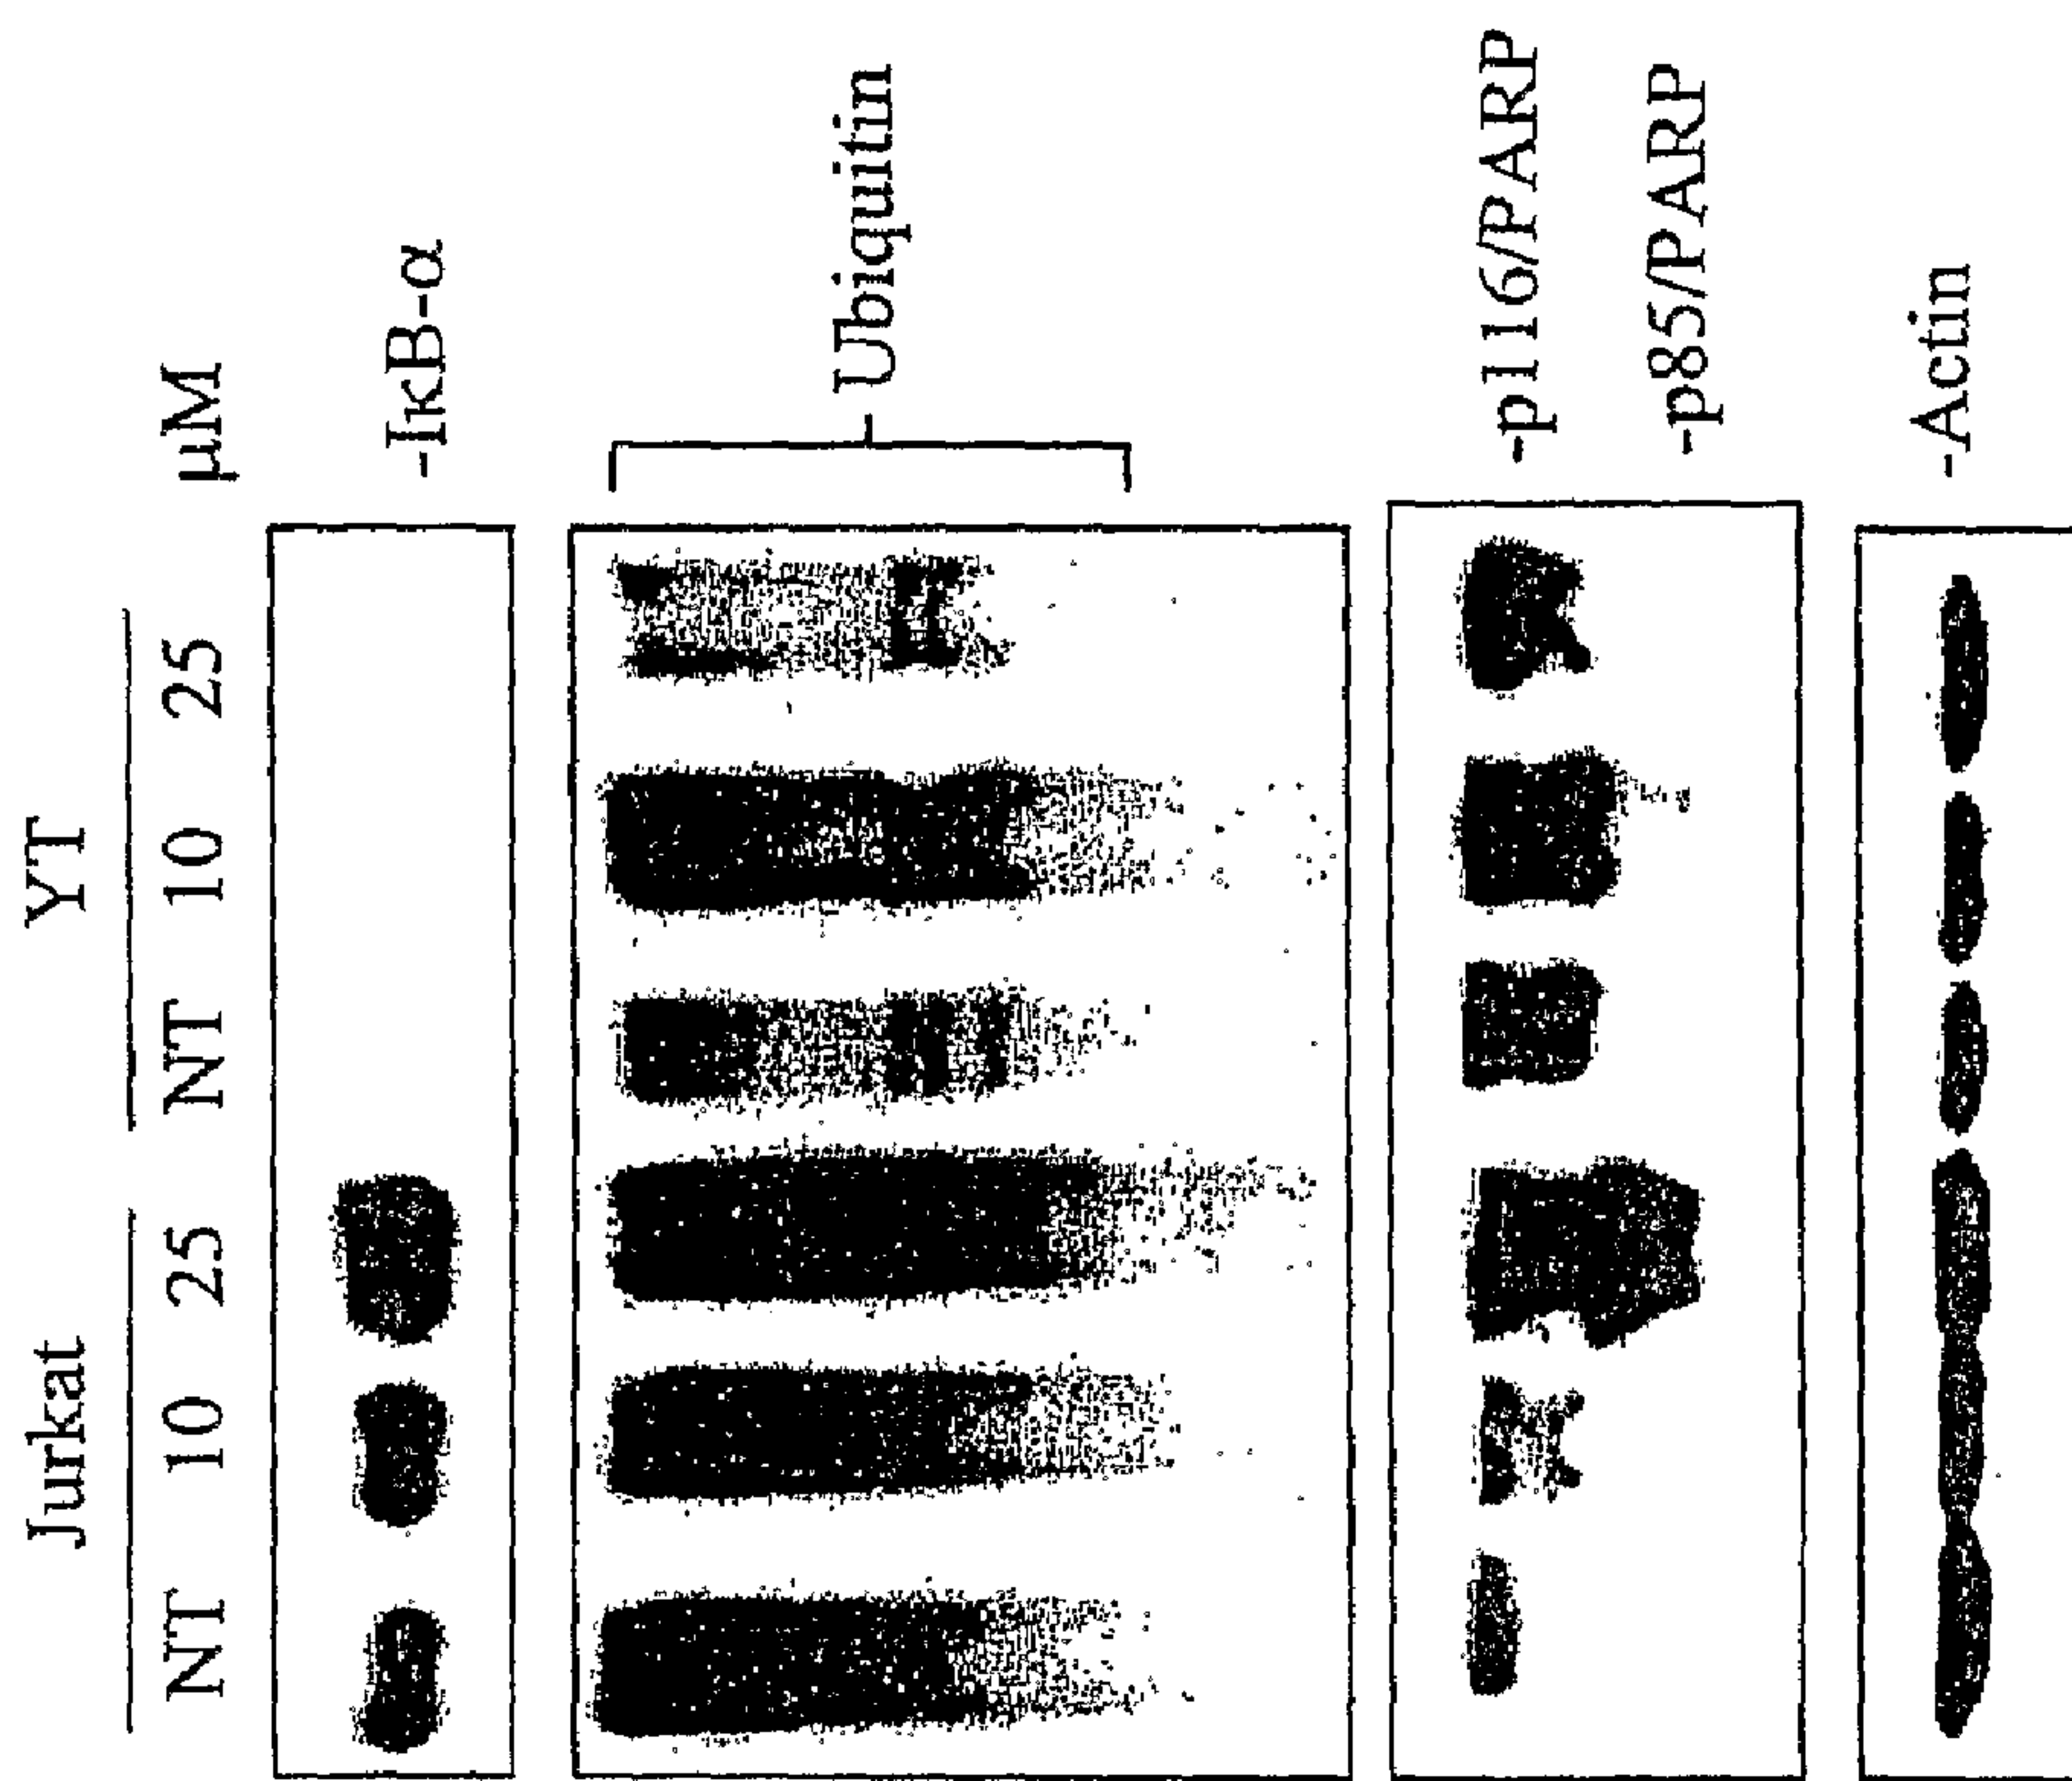 Jurkat YT
NT 10 25 NT 10 25 μM
-IκB-α
Ubiquitin
-p116/PARP
-p85/PARP
-Actin